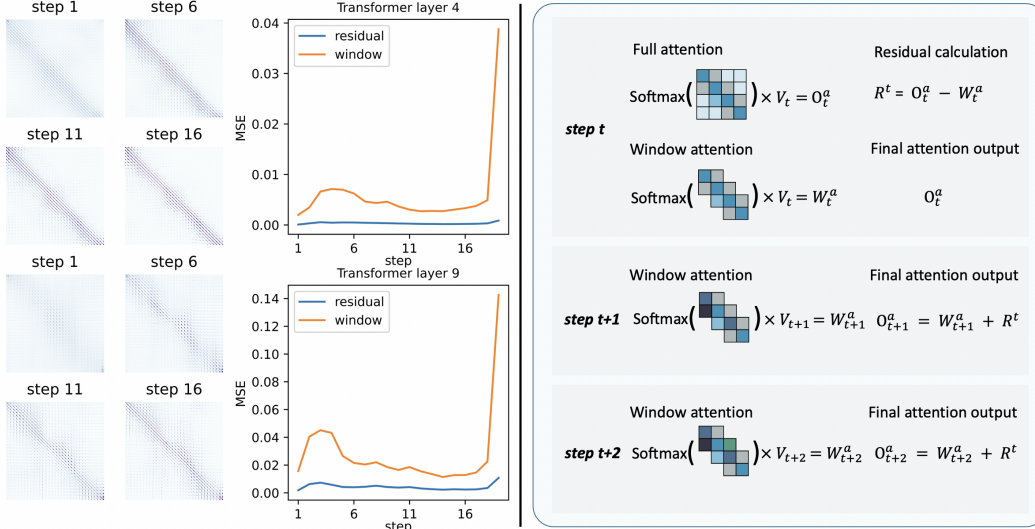 step 1
step 6
step 11
step 16
step 1
step 6
step 11
step 16
Transformer layer 4
residual
window
MSE
0.04
0.03
0.02
0.01
0.00
1 6 11 16
step
Transformer layer 9
residual
window
MSE
0.14
0.12
0.10
0.08
0.06
0.04
0.02
0.00
1 6 11 16
step
step t
Full attention
Softmax( ) × V_t = O_t^a
Residual calculation
R^t = O_t^a − W_t^a
Window attention
Softmax( ) × V_t = W_t^a
Final attention output
O_t^a
step t+1
Window attention
Softmax( ) × V_{t+1} = W_{t+1}^a
Final attention output
O_{t+1}^a = W_{t+1}^a + R^t
step t+2
Window attention
Softmax( ) × V_{t+2} = W_{t+2}^a
Final attention output
O_{t+2}^a = W_{t+2}^a + R^t